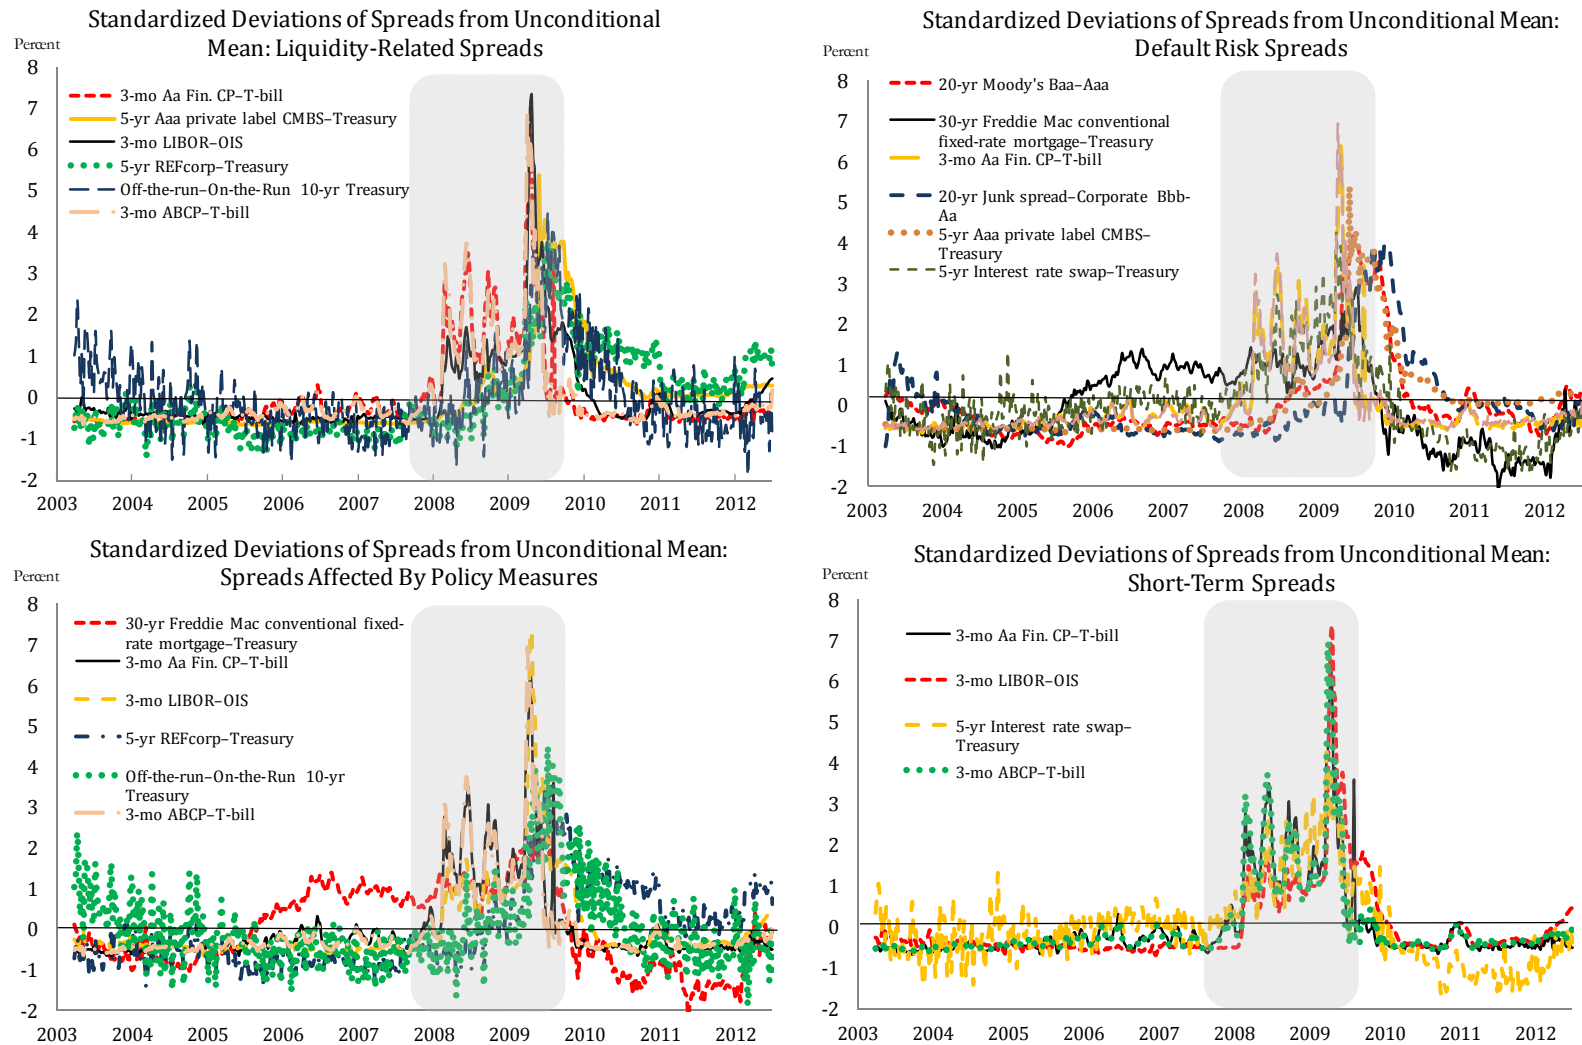 Standardized Deviations of Spreads from Unconditional
Mean: Liquidity-Related Spreads
Percent
8
7
6
5
4
3
2
1
0
-1
-2
3-mo Aa Fin. CP–T-bill
5-yr Aaa private label CMBS–Treasury
3-mo LIBOR–OIS
5-yr REFcorp–Treasury
Off-the-run–On-the-Run 10-yr Treasury
3-mo ABCP–T-bill
2003 2004 2005 2006 2007 2008 2009 2010 2011 2012
Standardized Deviations of Spreads from Unconditional Mean:
Default Risk Spreads
Percent
8
7
6
5
4
3
2
1
0
-1
-2
20-yr Moody's Baa–Aaa
30-yr Freddie Mac conventional
fixed-rate mortgage–Treasury
3-mo Aa Fin. CP–T-bill
20-yr Junk spread–Corporate Bbb-
Aa
5-yr Aaa private label CMBS–
Treasury
5-yr Interest rate swap–Treasury
2003 2004 2005 2006 2007 2008 2009 2010 2011 2012
Standardized Deviations of Spreads from Unconditional Mean:
Spreads Affected By Policy Measures
Percent
8
7
6
5
4
3
2
1
0
-1
-2
30-yr Freddie Mac conventional fixed-
rate mortgage–Treasury
3-mo Aa Fin. CP–T-bill
3-mo LIBOR–OIS
5-yr REFcorp–Treasury
Off-the-run–On-the-Run 10-yr
Treasury
3-mo ABCP–T-bill
2003 2004 2005 2006 2007 2008 2009 2010 2011 2012
Standardized Deviations of Spreads from Unconditional Mean:
Short-Term Spreads
Percent
8
7
6
5
4
3
2
1
0
-1
-2
3-mo Aa Fin. CP–T-bill
3-mo LIBOR–OIS
5-yr Interest rate swap–
Treasury
3-mo ABCP–T-bill
2003 2004 2005 2006 2007 2008 2009 2010 2011 2012